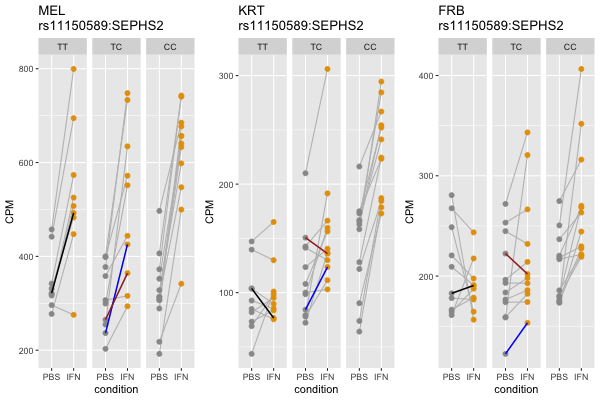 MEL
rs11150589:SEPHS2
TT TC CC
800
600
400
200
CPM
PBS IFN PBS IFN PBS IFN
condition
KRT
rs11150589:SEPHS2
TT TC CC
300
200
100
CPM
PBS IFN PBS IFN PBS IFN
condition
FRB
rs11150589:SEPHS2
TT TC CC
400
300
200
CPM
PBS IFN PBS IFN PBS IFN
condition